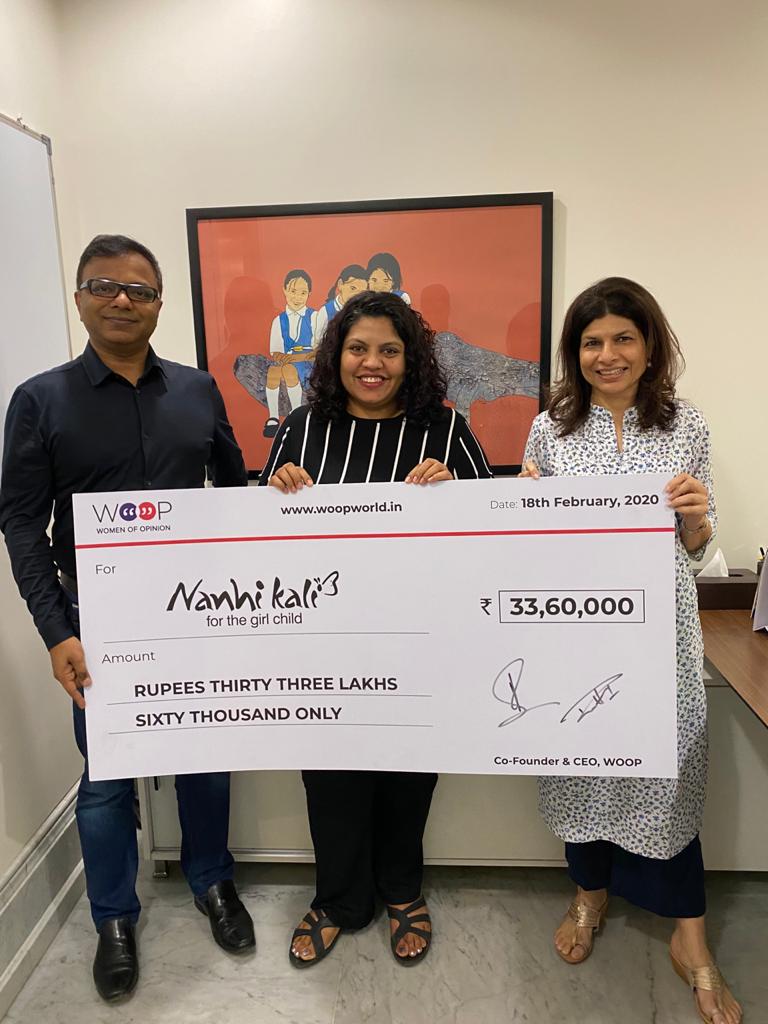 WOOP
WOMEN OF OPINION
www.woopworld.in
Date: 18th February, 2020
For
Nanhi kali
for the girl child
₹ 33,60,000
Amount
RUPEES THIRTY THREE LAKHS
SIXTY THOUSAND ONLY
Co-Founder & CEO, WOOP